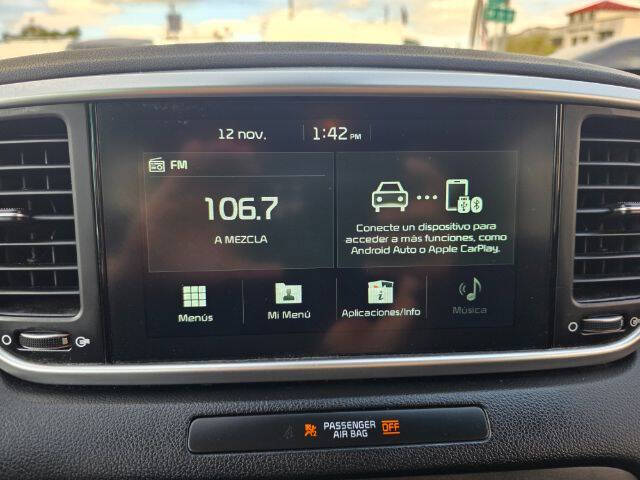 12 nov. 1:42 PM
FM
106.7
A MEZCLA
Conecte un dispositivo para
acceder a más funciones, como
Android Auto o Apple CarPlay.
Menús Mi Menú Aplicaciones/Info Música
PASSENGER
AIR BAG OFF